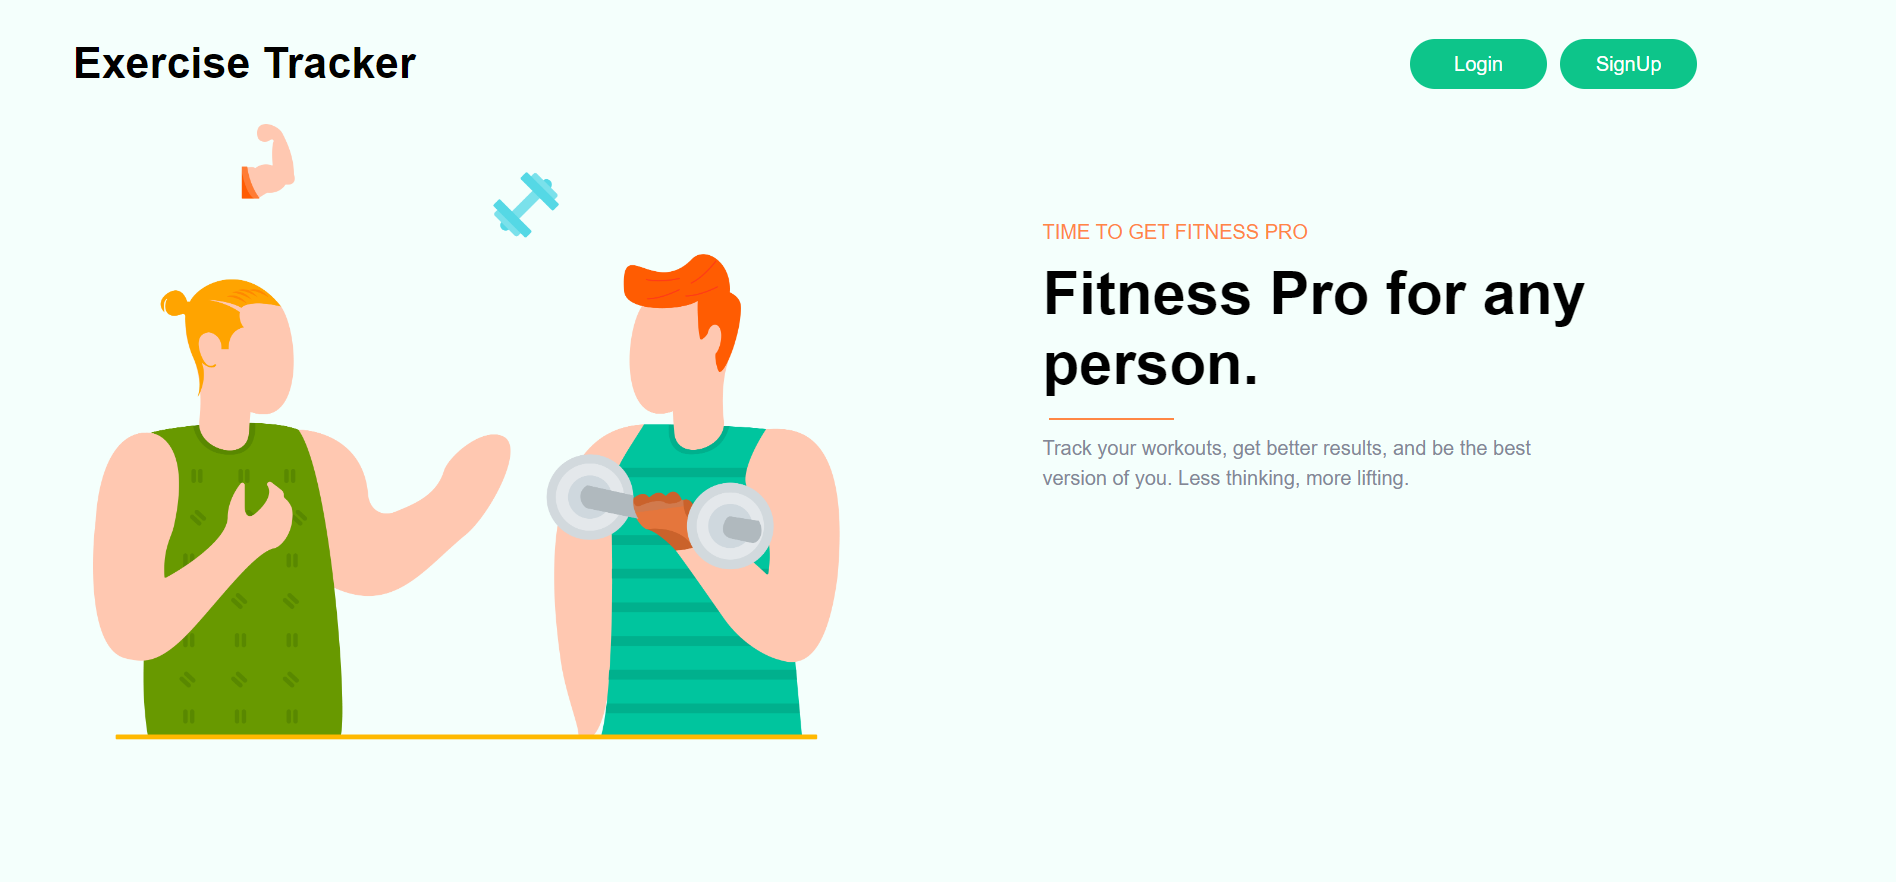 Exercise Tracker
Login
SignUp
TIME TO GET FITNESS PRO
Fitness Pro for any
person.
Track your workouts, get better results, and be the best
version of you. Less thinking, more lifting.